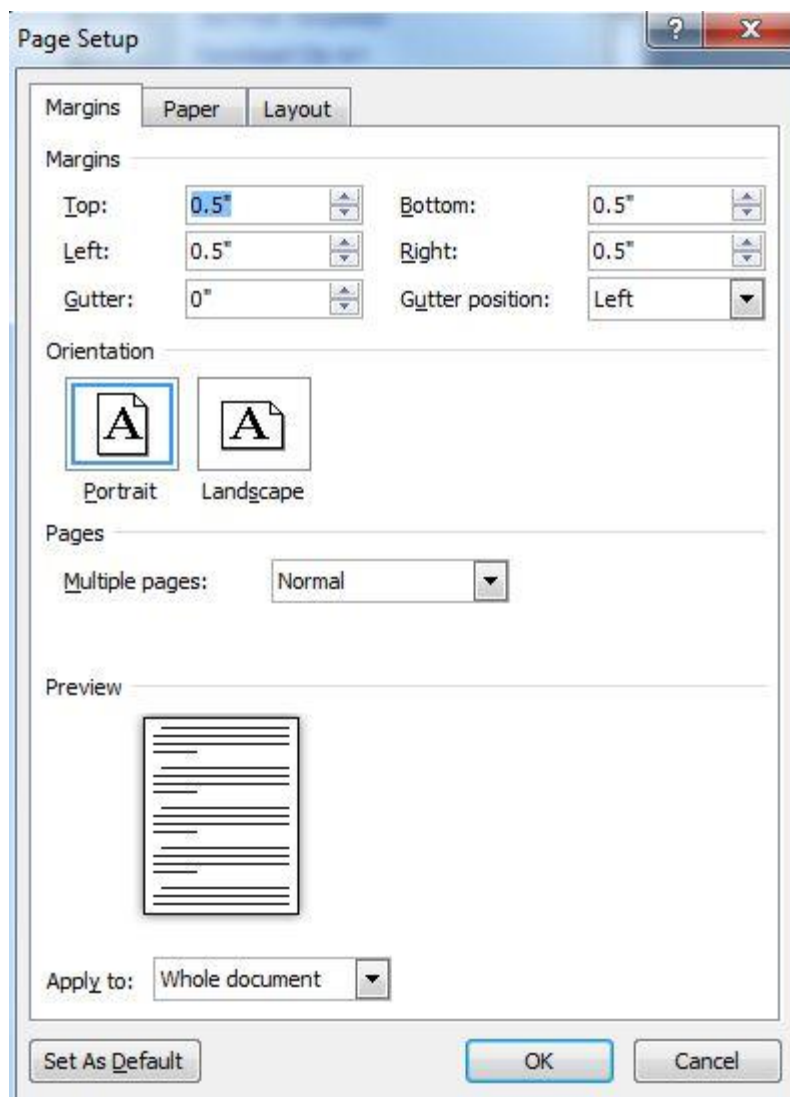 Page Setup
?
X
Margins Paper Layout
Margins
Top: 0.5" Bottom: 0.5"
Left: 0.5" Right: 0.5"
Gutter: 0" Gutter position: Left
Orientation
A A
Portrait Landscape
Pages
Multiple pages: Normal
Preview
Apply to: Whole document
Set As Default OK Cancel